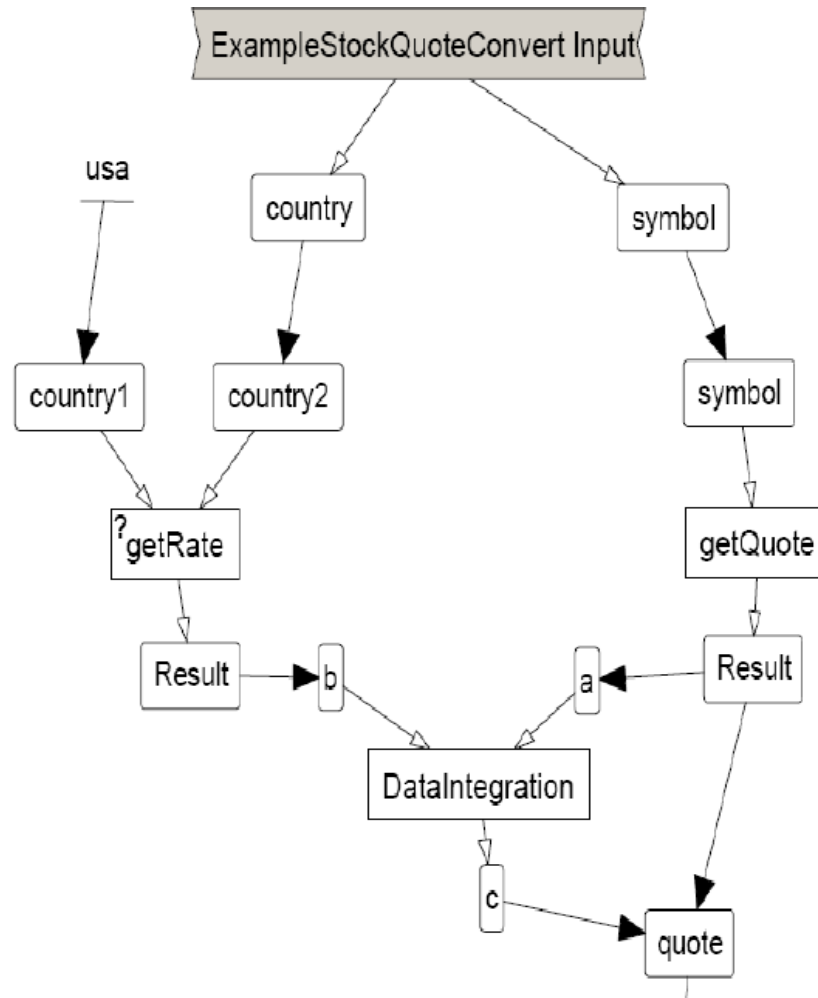 ExampleStockQuoteConvert Input
usa
country
symbol
country1
country2
symbol
?getRate
getQuote
Result
b
a
Result
DataIntegration
c
quote